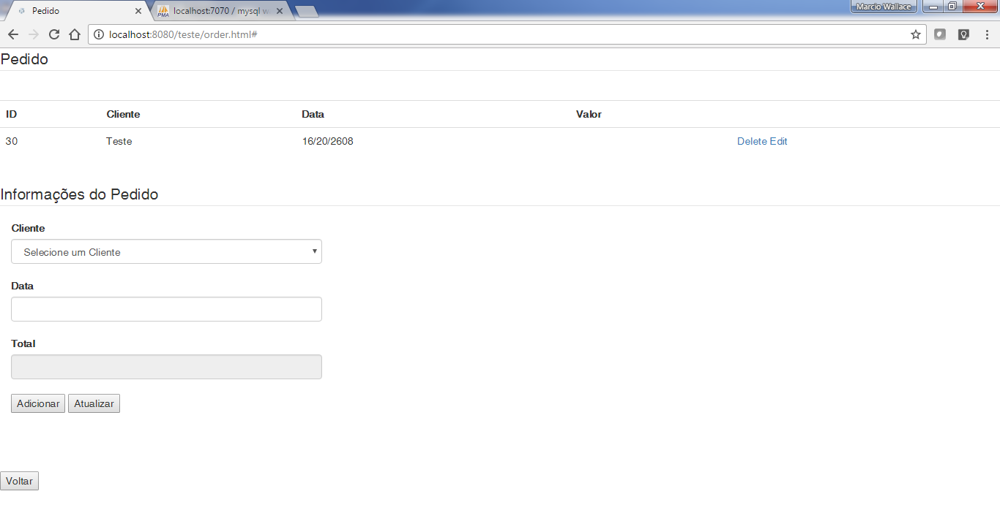 Pedido
localhost:7070 / mysql w
Marcio Wallace
localhost:8080/teste/order.html#
Pedido
ID Cliente Data Valor
30 Teste 16/20/2608 Delete Edit
Informações do Pedido
Cliente
Selecione um Cliente
Data
Total
Adicionar Atualizar
Voltar